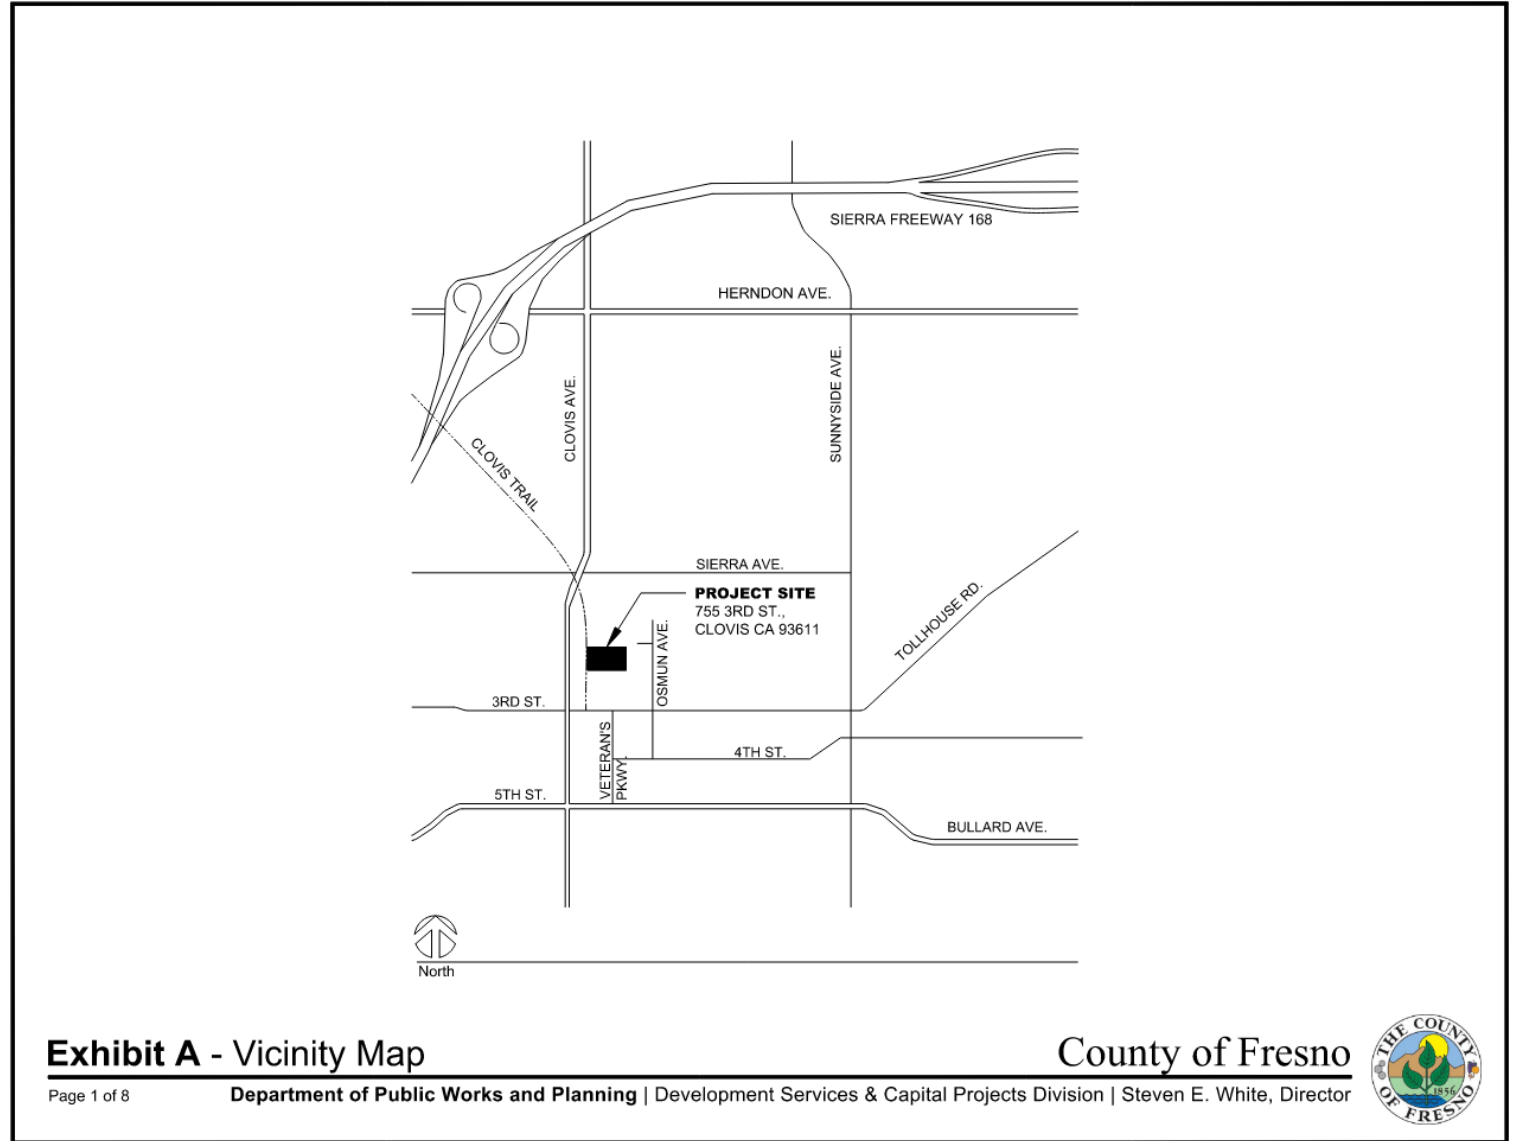 SIERRA FREEWAY 168
HERNDON AVE.
CLOVIS AVE.
SUNNYSIDE AVE.
CLOVIS TRAIL
SIERRA AVE.
PROJECT SITE
755 3RD ST.,
CLOVIS CA 93611
TOLLHOUSE RD.
OSMUN AVE.
3RD ST.
VETERAN'S
PKWY.
4TH ST.
5TH ST.
BULLARD AVE.
North
Exhibit A - Vicinity Map
County of Fresno
Page 1 of 8
Department of Public Works and Planning | Development Services & Capital Projects Division | Steven E. White, Director
THE COUNTY
OF FRESNO
1856